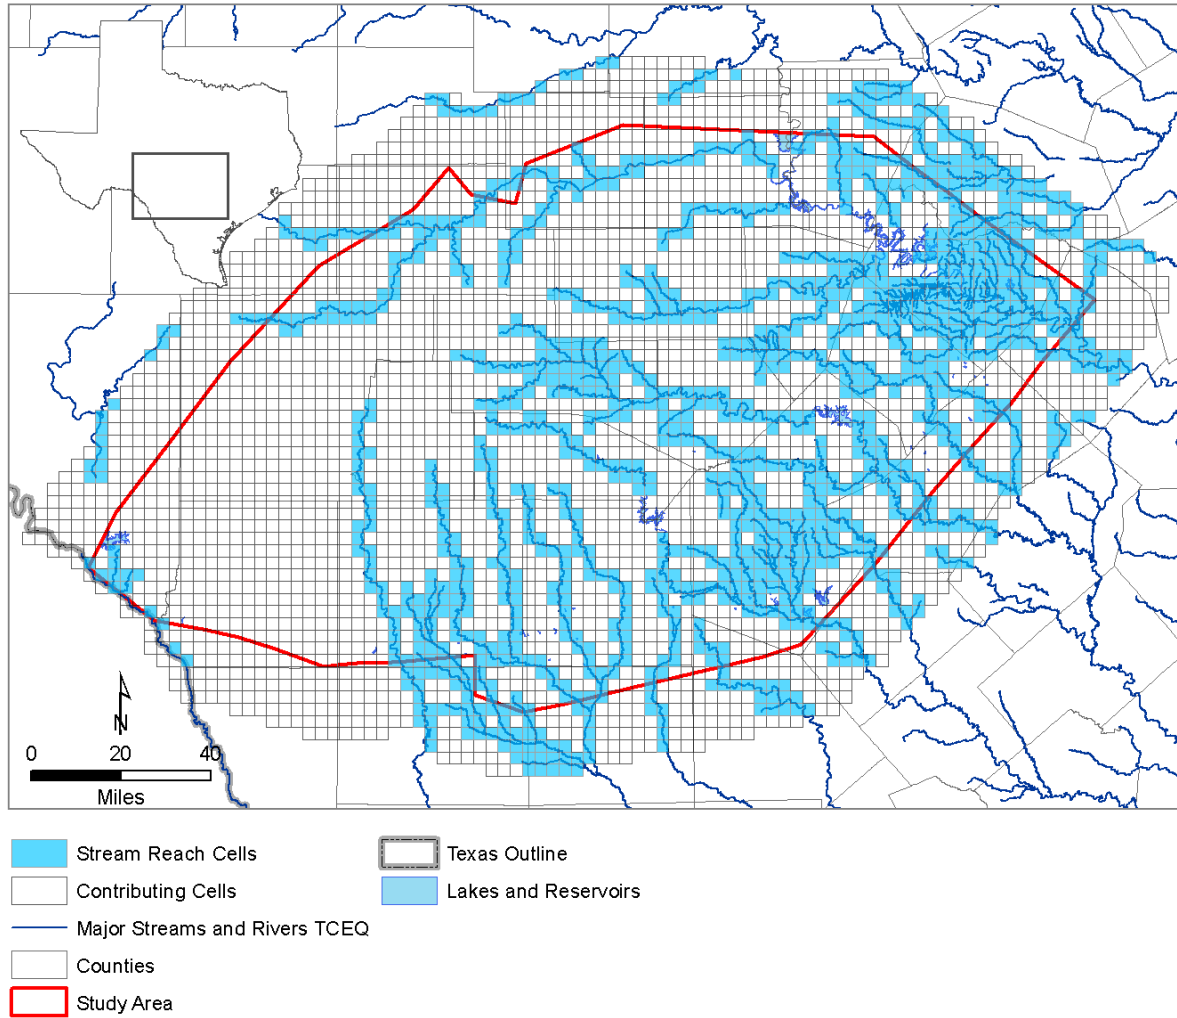 N
0 20 40
Miles
Stream Reach Cells
Contributing Cells
Major Streams and Rivers TCEQ
Counties
Study Area
Texas Outline
Lakes and Reservoirs